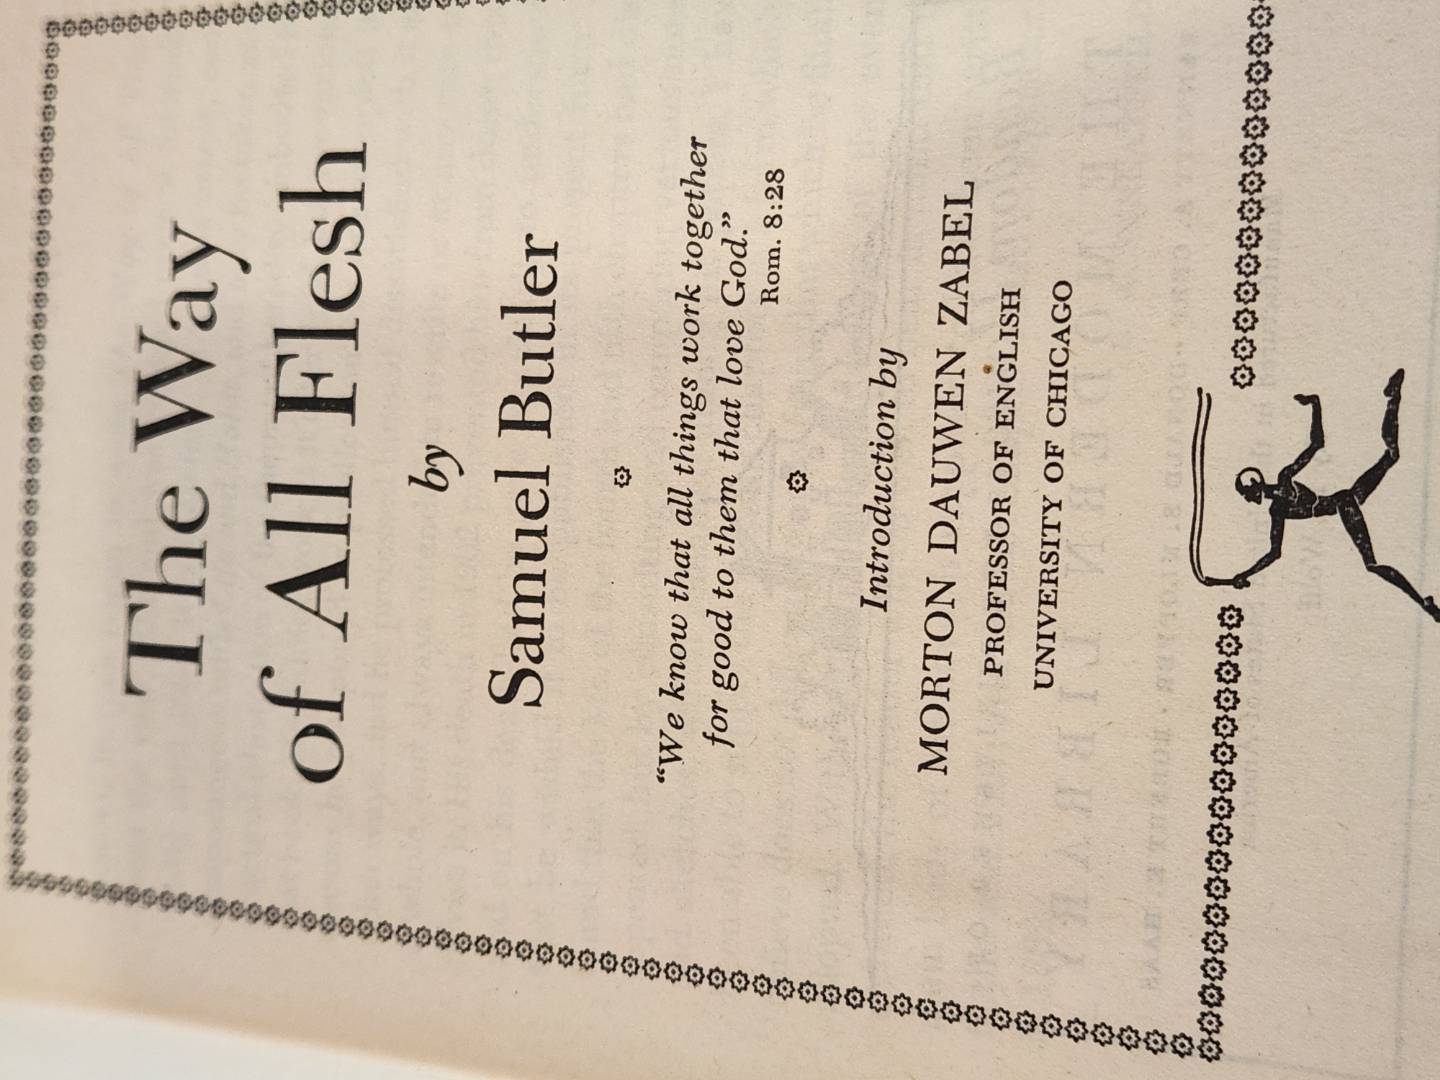 The Way
of All Flesh
by
Samuel Butler
“We know that all things work together
for good to them that love God.”
Rom. 8:28
Introduction by
MORTON DAUWEN ZABEL
PROFESSOR OF ENGLISH
UNIVERSITY OF CHICAGO